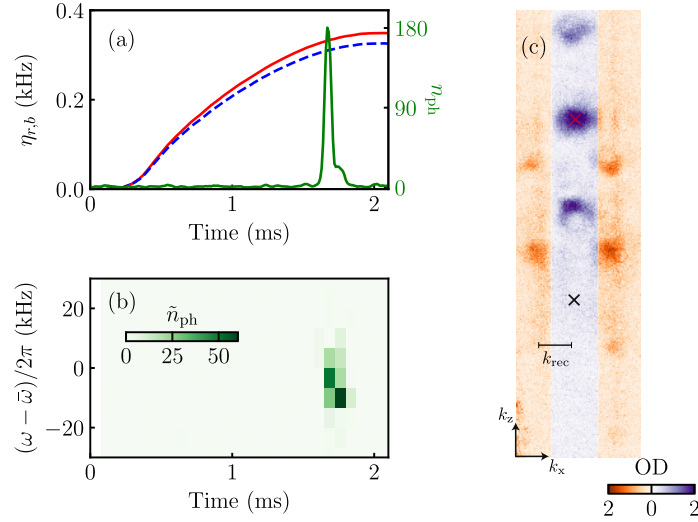 (a)
0.4
0.2
0.0
η_{r,b} (kHz)
180
90
0
n_ph
0 1 2
Time (ms)
(b)
ñ_ph
0 25 50
20
0
−20
(ω − ω̄)/2π (kHz)
0 1 2
Time (ms)
(c)
k_rec
k_z
k_x
OD
2 0 2